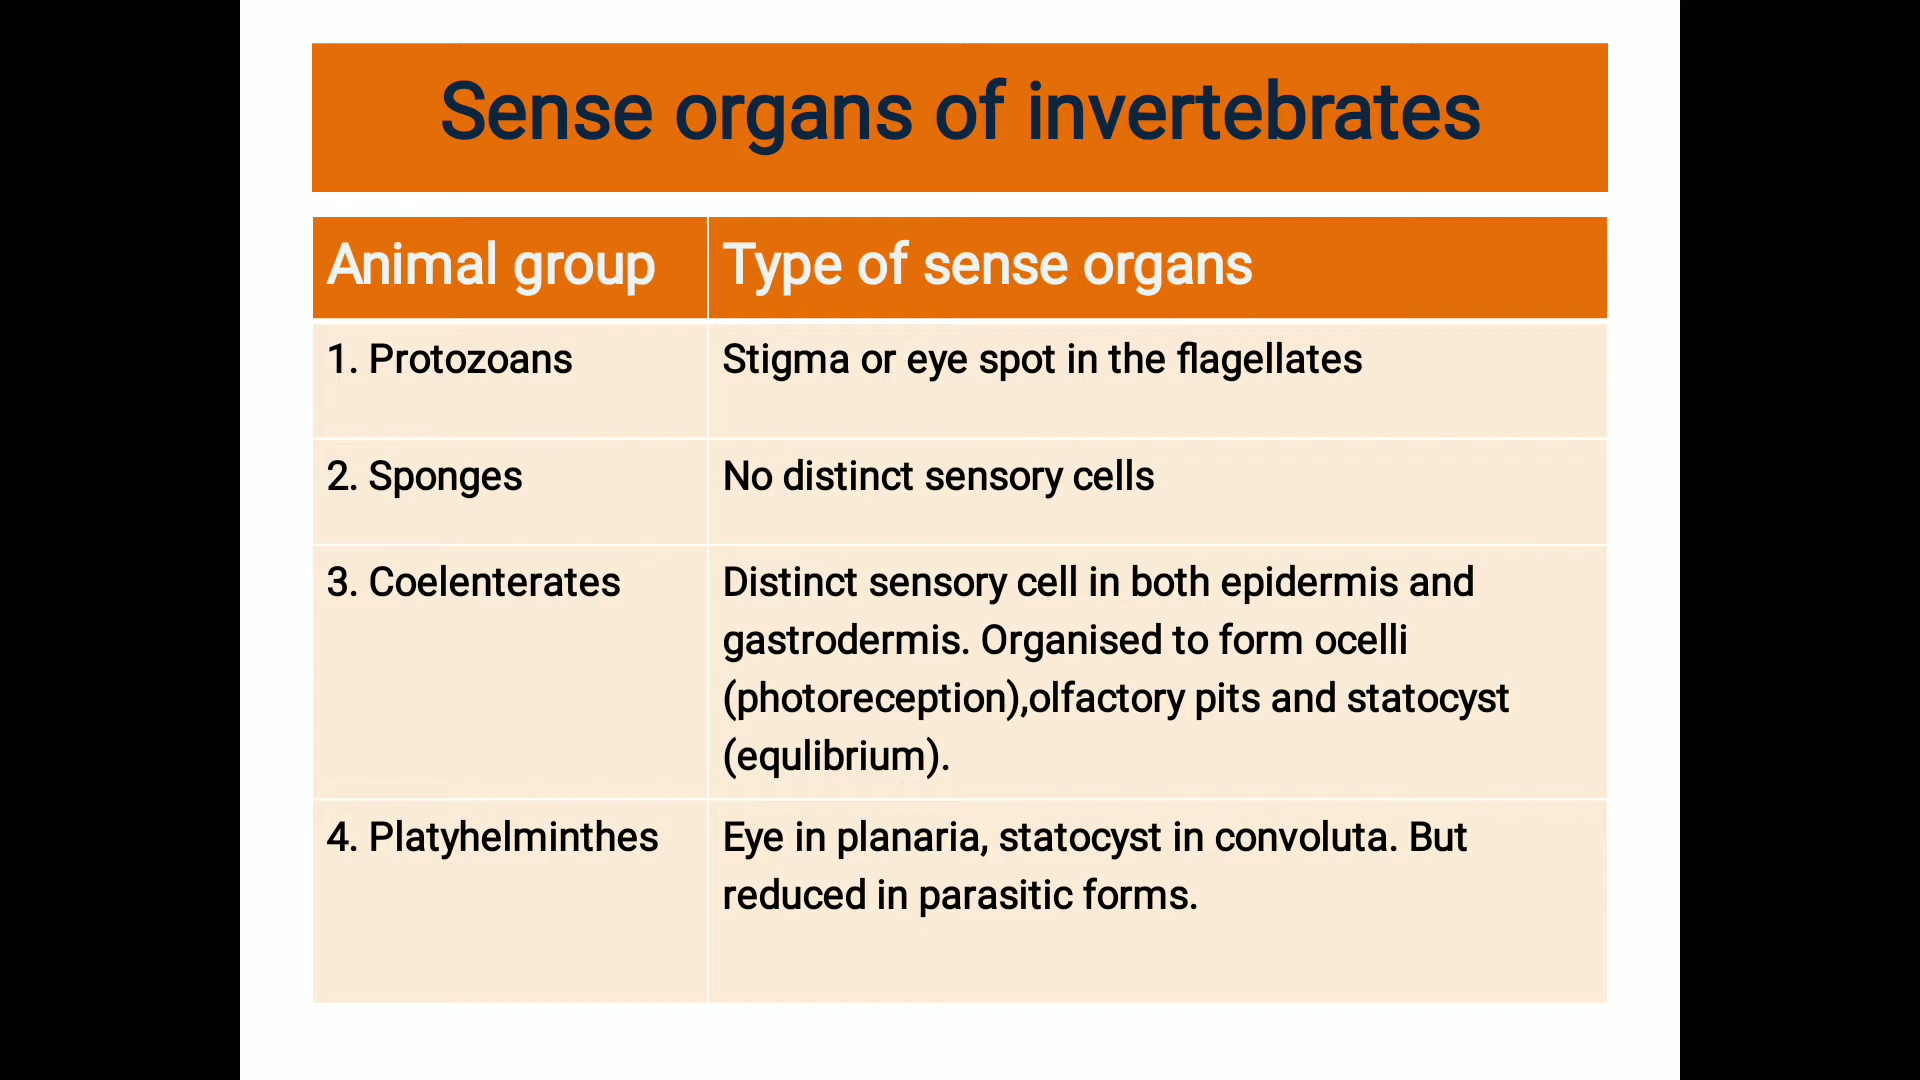 Sense organs of invertebrates
Animal group
Type of sense organs
1. Protozoans
Stigma or eye spot in the flagellates
2. Sponges
No distinct sensory cells
3. Coelenterates
Distinct sensory cell in both epidermis and
gastrodermis. Organised to form ocelli
(photoreception),olfactory pits and statocyst
(equlibrium).
4. Platyhelminthes
Eye in planaria, statocyst in convoluta. But
reduced in parasitic forms.